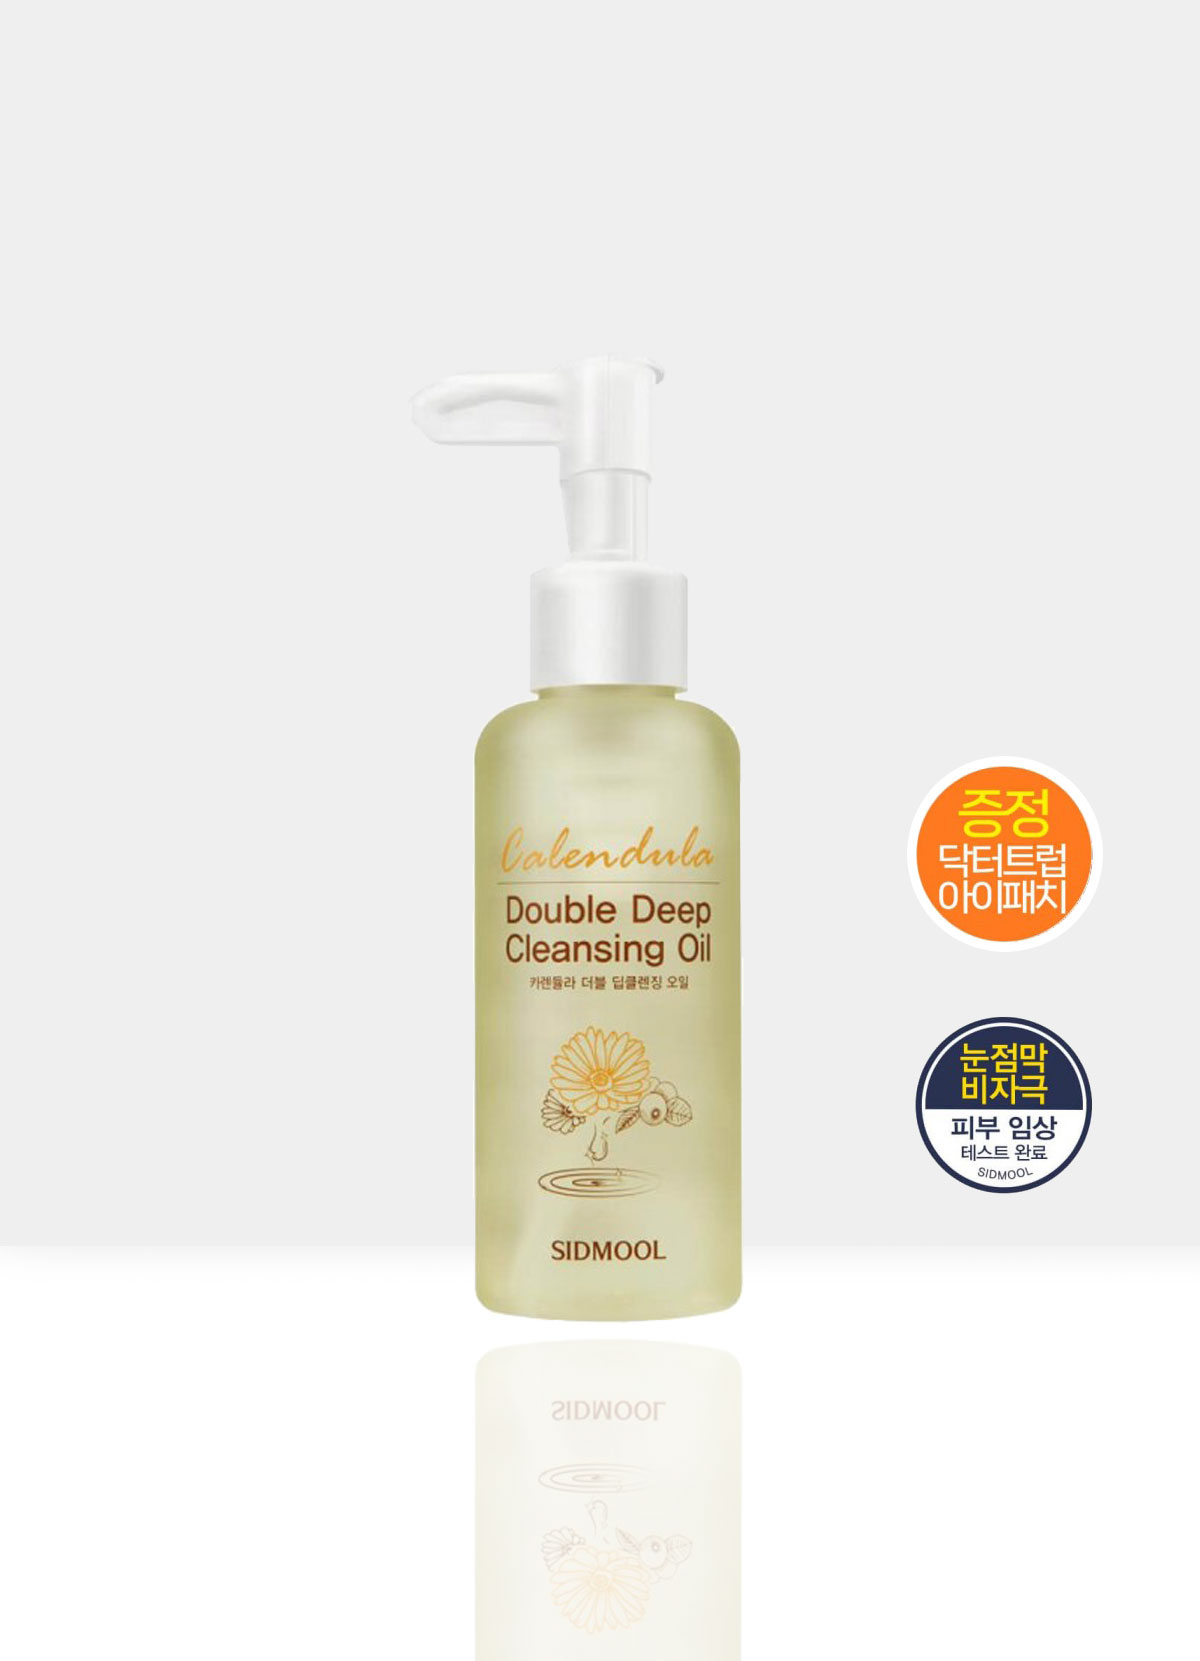 Calendula
Double Deep
Cleansing Oil
카렌듈라 더블 딥클렌징 오일
SIDMOOL
증정
닥터트럽
아이패치
눈점막
비자극
피부 임상
테스트 완료
SIDMOOL
SIDMOOL